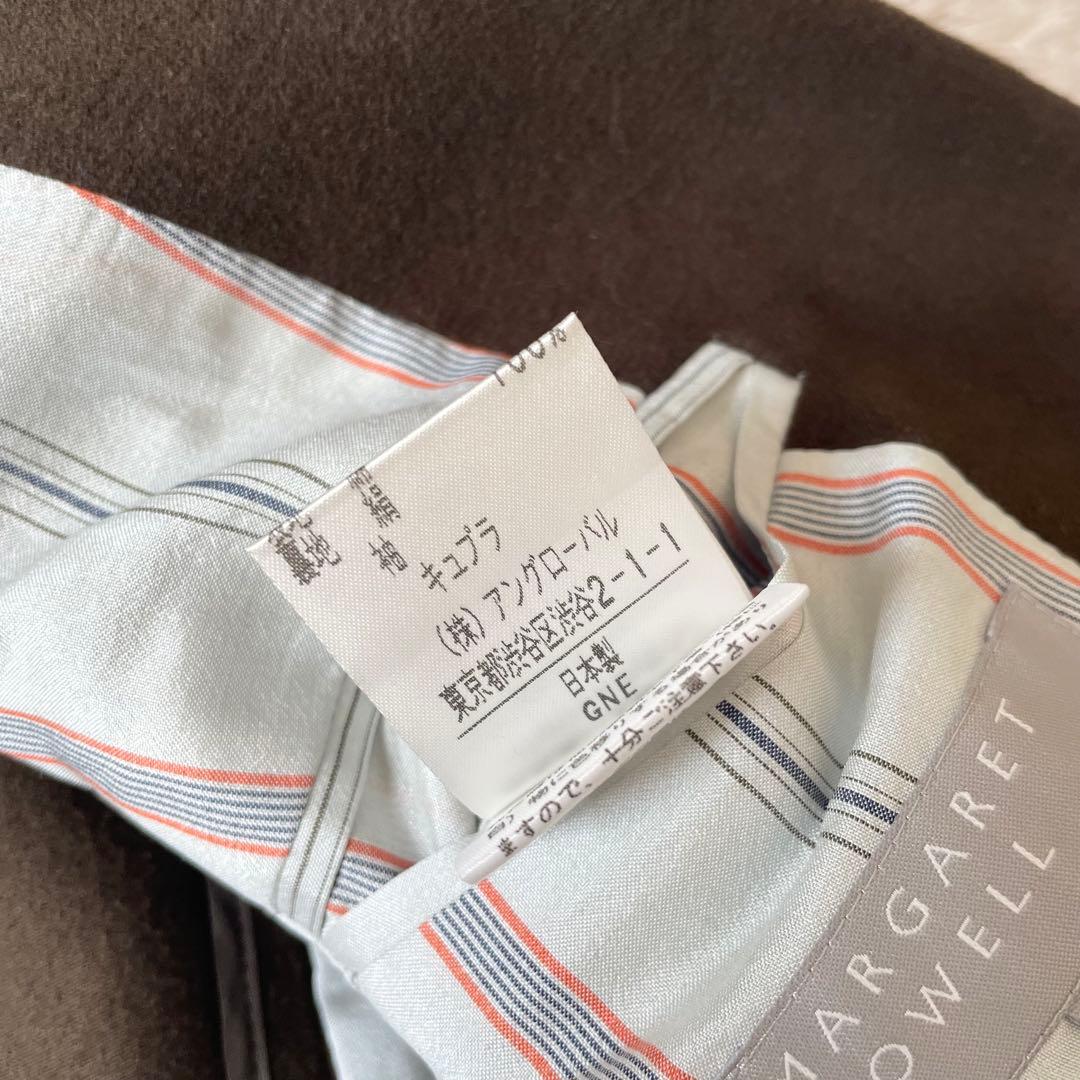 100%
裏地
袖
キュプラ
(株)アングローバル
東京都渋谷区渋谷2-1-1
日本製
GNE
ますので、十分ご注意下さい。
MARGARET
OWELL